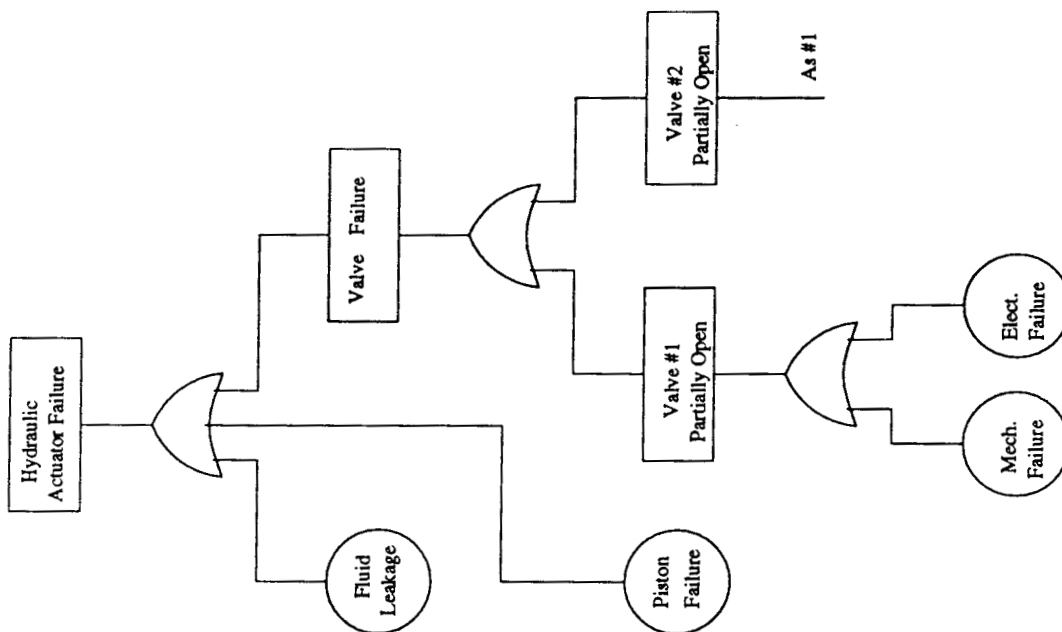 Hydraulic
Actuator Failure
Fluid
Leakage
Valve Failure
Piston
Failure
Valve #1
Partially Open
Valve #2
Partially Open
As #1
Mech.
Failure
Elect.
Failure